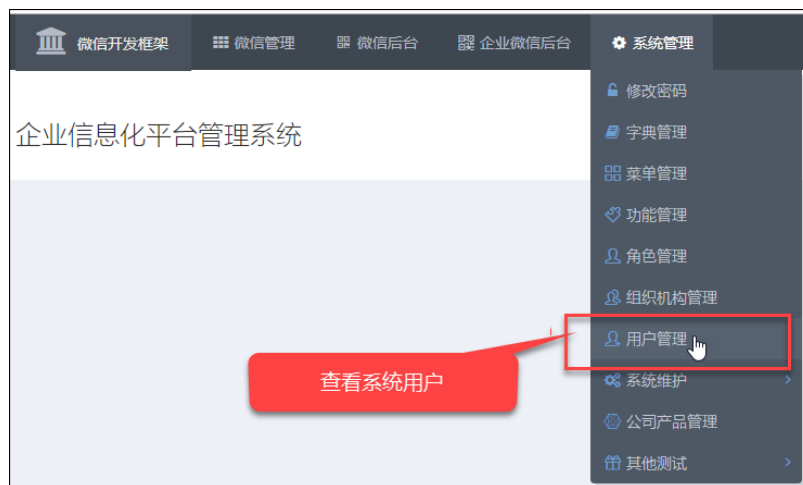 微信开发框架 微信管理 微信后台 企业微信后台 系统管理
修改密码
企业信息化平台管理系统
字典管理
菜单管理
功能管理
角色管理
组织机构管理
用户管理
查看系统用户
系统维护
公司产品管理
其他测试